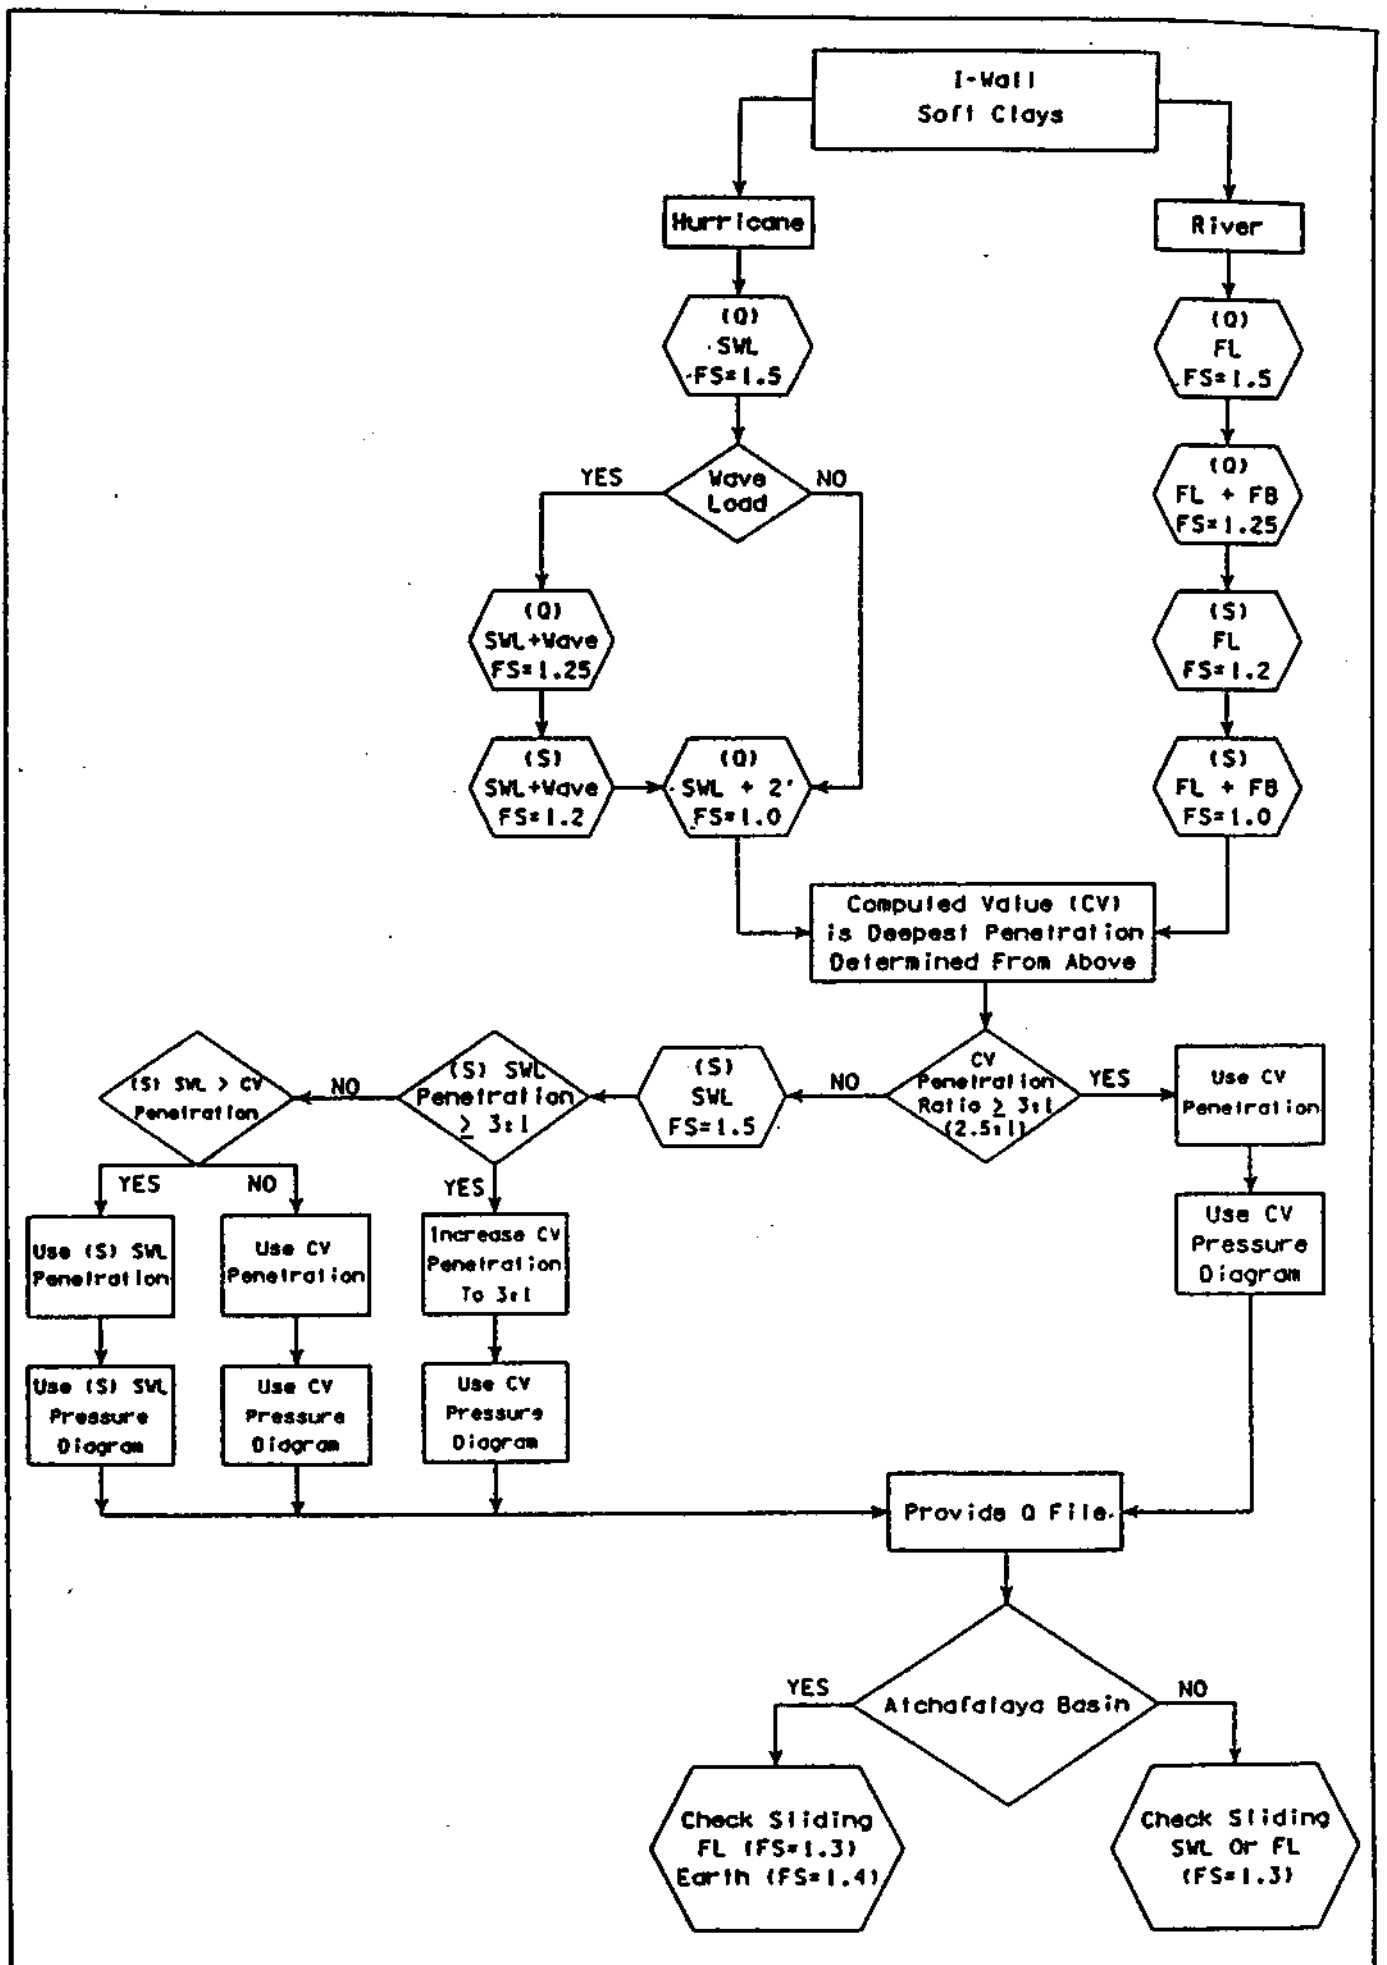 I-Wall
Soft Clays
Hurricane
River
(Q)
SWL
FS=1.5
(Q)
FL
FS=1.5
Wave
Load
YES
NO
(Q)
FL + FB
FS=1.25
(Q)
SWL+Wave
FS=1.25
(S)
FL
FS=1.2
(S)
SWL+Wave
FS=1.2
(Q)
SWL + 2'
FS=1.0
(S)
FL + FB
FS=1.0
Computed Value (CV)
is Deepest Penetration
Determined From Above
CV
Penetration
Ratio ≥ 3:1
(2.5:1)
NO
YES
(S)
SWL
FS=1.5
(S) SWL
Penetration
≥ 3:1
NO
(S) SWL > CV
Penetration
Use CV
Penetration
YES
NO
YES
Use (S) SWL
Penetration
Use CV
Penetration
Increase CV
Penetration
To 3:1
Use CV
Pressure
Diagram
Use (S) SWL
Pressure
Diagram
Use CV
Pressure
Diagram
Use CV
Pressure
Diagram
Provide Q File.
Atchafalaya Basin
YES
NO
Check Sliding
FL (FS=1.3)
Earth (FS=1.4)
Check Sliding
SWL Or FL
(FS=1.3)